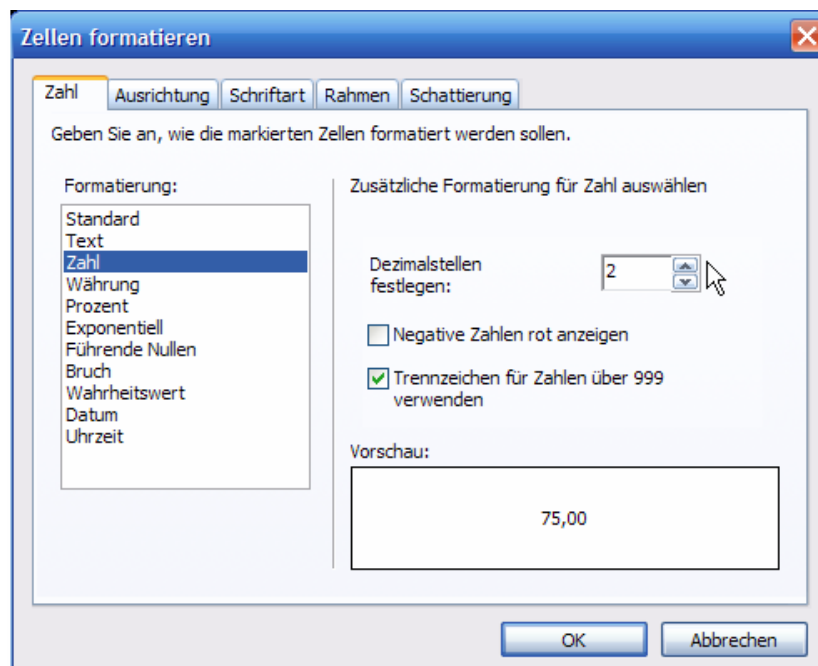 Zellen formatieren
Zahl Ausrichtung Schriftart Rahmen Schattierung
Geben Sie an, wie die markierten Zellen formatiert werden sollen.
Formatierung:
Standard
Text
Zahl
Währung
Prozent
Exponentiell
Führende Nullen
Bruch
Wahrheitswert
Datum
Uhrzeit
Zusätzliche Formatierung für Zahl auswählen
Dezimalstellen
festlegen:
2
Negative Zahlen rot anzeigen
Trennzeichen für Zahlen über 999
verwenden
Vorschau:
75,00
OK Abbrechen